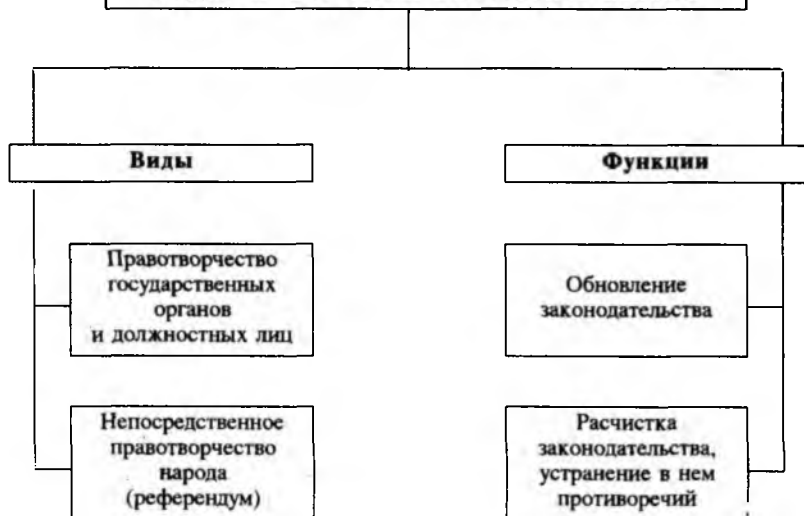 Виды
Функции
Правотворчество
государственных
органов
и должностных лиц
Обновление
законодательства
Непосредственное
правотворчество
народа
(референдум)
Расчистка
законодательства,
устранение в нем
противоречий